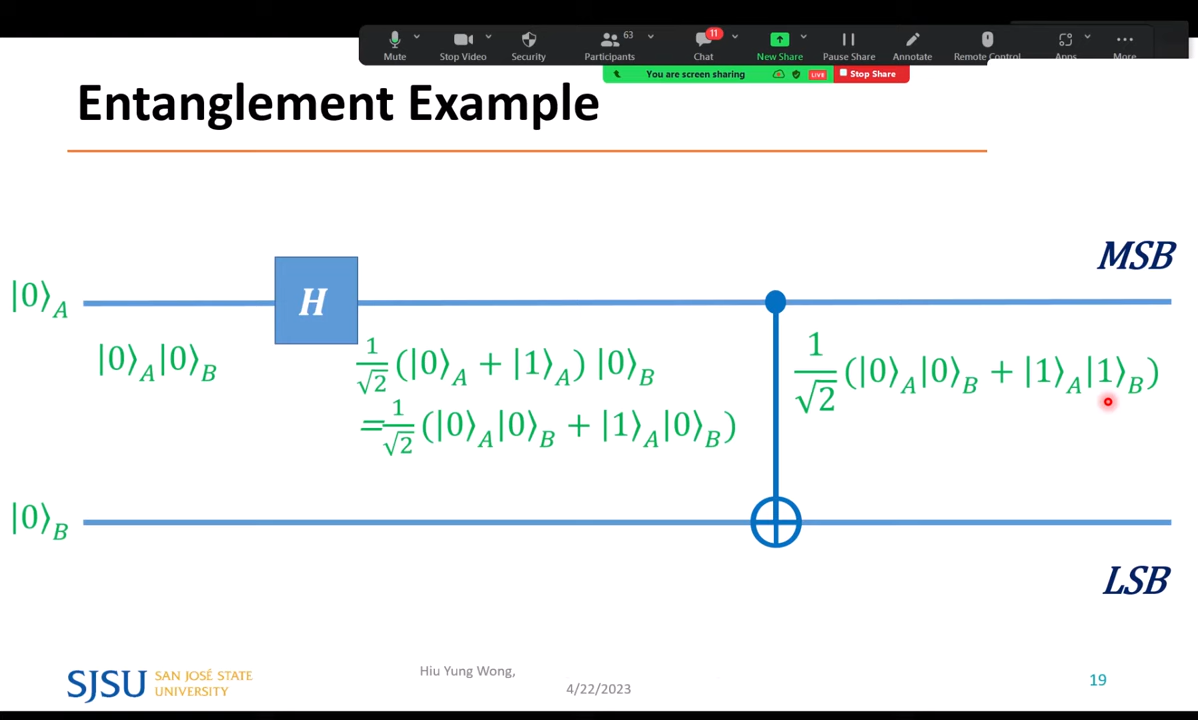 63
11
Mute
Stop Video
Security
Participants
Chat
New Share
Pause Share
Annotate
Remote Control
Apps
More
You are screen sharing
LIVE
Stop Share
Entanglement Example
MSB
|0⟩_A
H
|0⟩_A|0⟩_B
1/√2 (|0⟩_A + |1⟩_A) |0⟩_B
=1/√2 (|0⟩_A|0⟩_B + |1⟩_A|0⟩_B)
1/√2 (|0⟩_A|0⟩_B + |1⟩_A|1⟩_B)
|0⟩_B
LSB
SJSU
SAN JOSÉ STATE
UNIVERSITY
Hiu Yung Wong,
4/22/2023
19